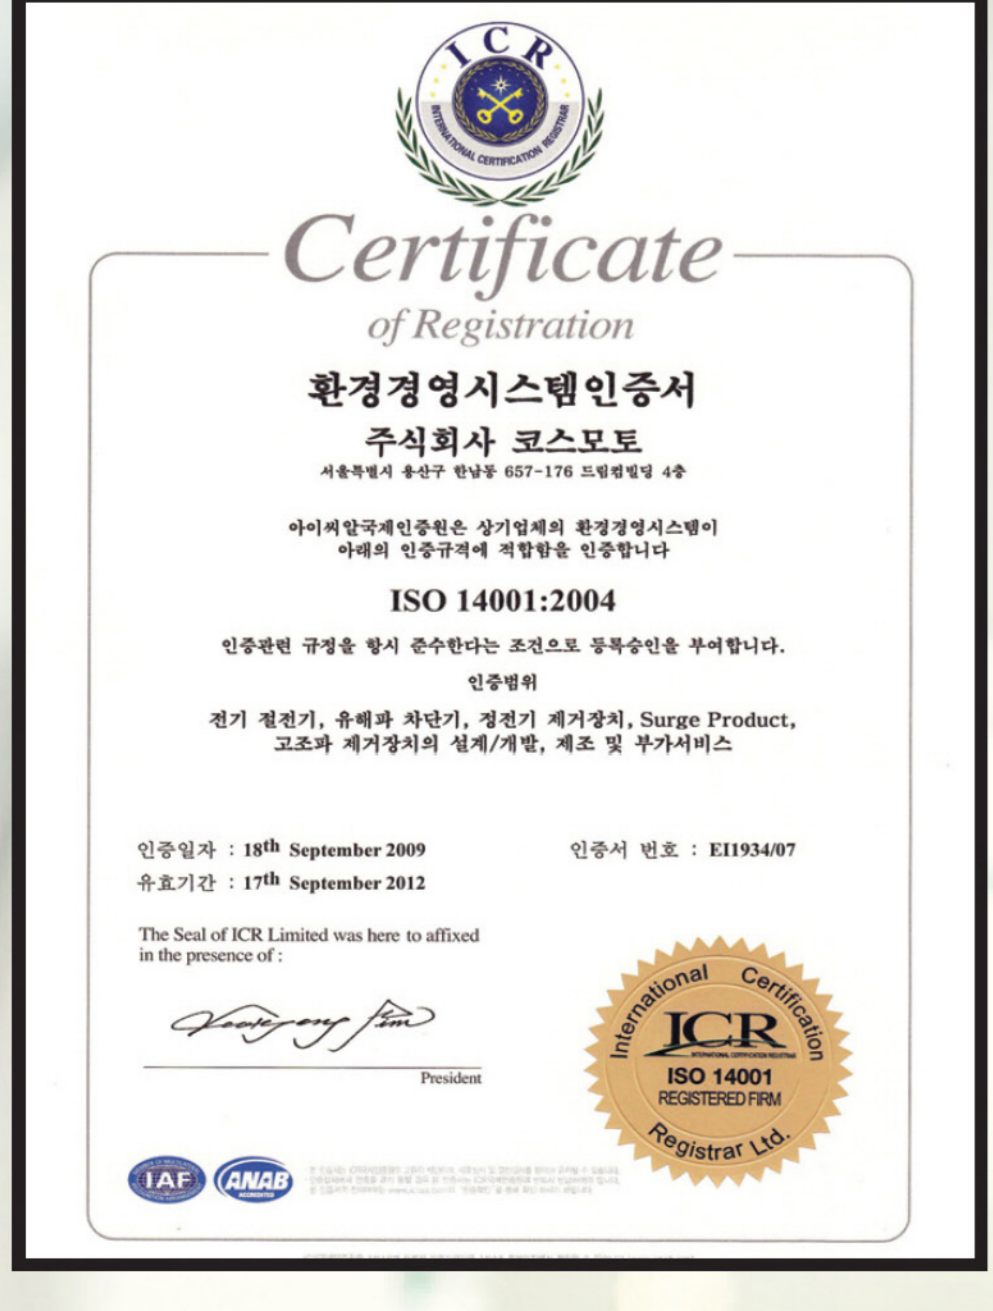 ICR
INTERNATIONAL CERTIFICATION REGISTRAR
Certificate
of Registration
환경경영시스템인증서
주식회사 코스모토
서울특별시 용산구 한남동 657-176 드림컴빌딩 4층
아이씨알국제인증원은 상기업체의 환경경영시스템이
아래의 인증규격에 적합함을 인증합니다
ISO 14001:2004
인증관련 규정을 항시 준수한다는 조건으로 등록승인을 부여합니다.
인증범위
전기 절전기, 유해파 차단기, 정전기 제거장치, Surge Product,
고조파 제거장치의 설계/개발, 제조 및 부가서비스
인증일자 : 18th September 2009
인증서 번호 : EI1934/07
유효기간 : 17th September 2012
The Seal of ICR Limited was here to affixed
in the presence of :
President
International Certification
ICR
INTERNATIONAL CERTIFICATION REGISTRAR
ISO 14001
REGISTERED FIRM
Registrar Ltd.
IAF
ANAB
ACCREDITED